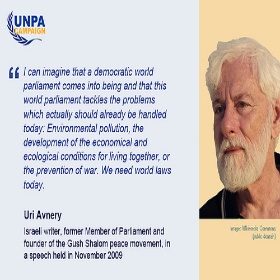 UNPA
CAMPAIGN
“ I can imagine that a democratic world
parliament comes into being and that this
world parliament tackles the problems
which actually should already be handled
today: Environmental pollution, the
development of the economical and
ecological conditions for living together, or
the prevention of war. We need world laws
today.
Uri Avnery
Israeli writer, former Member of Parliament and
founder of the Gush Shalom peace movement, in
a speech held in November 2009
Image: Wikimedia Commons